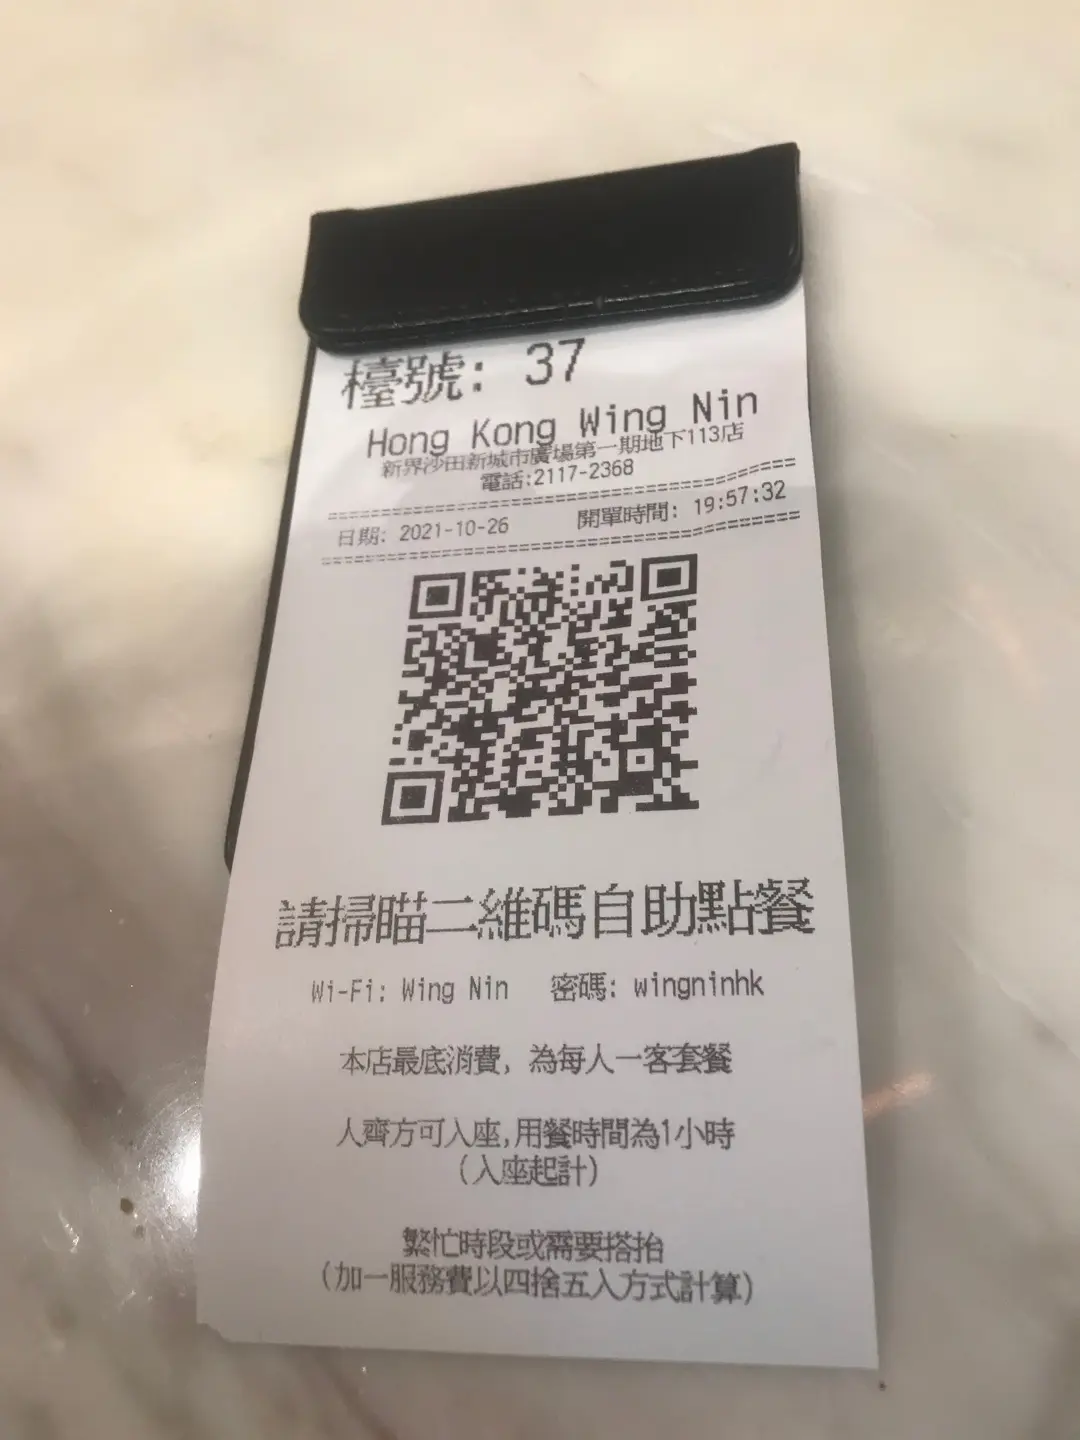 檯號: 37
Hong Kong Wing Nin
新界沙田新城市廣場第一期地下113店
電話:2117-2368
日期: 2021-10-26 開單時間: 19:57:32
請掃瞄二維碼自助點餐
Wi-Fi: Wing Nin 密碼: wingninhk
本店最底消費, 為每人一客套餐
人齊方可入座,用餐時間為1小時
(入座起計)
繁忙時段或需要搭抬
(加一服務費以四捨五入方式計算)